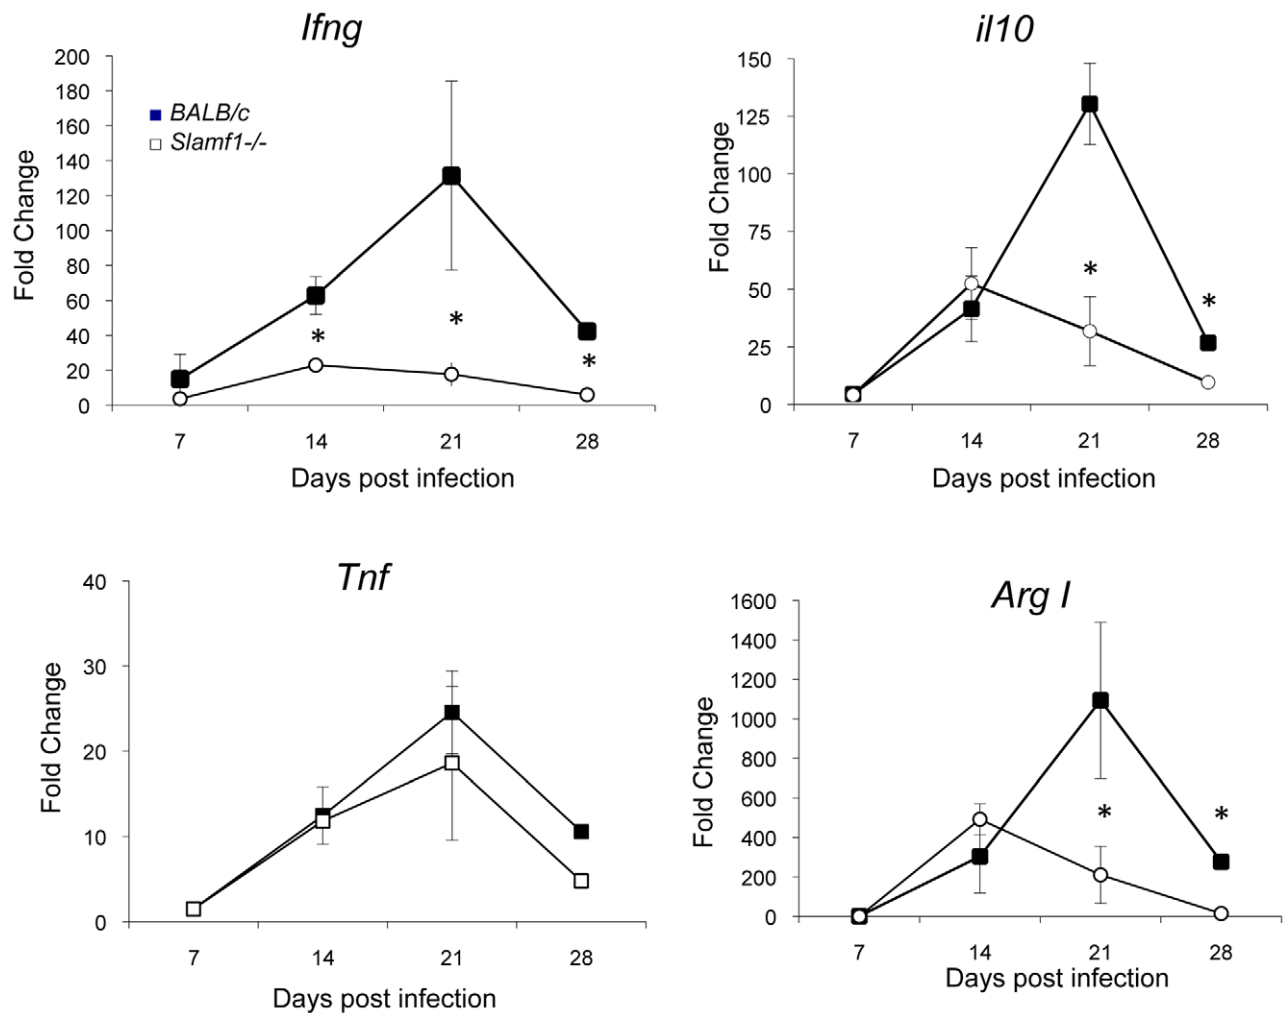 Ifng
200
180
160
140
120
100
80
60
40
20
0
Fold Change
BALB/c
Slamf1-/-
*
*
*
7 14 21 28
Days post infection
il10
150
125
100
75
50
25
0
Fold Change
*
*
7 14 21 28
Days post infection
Tnf
40
30
20
10
0
Fold Change
7 14 21 28
Days post infection
Arg I
1600
1400
1200
1000
800
600
400
200
0
Fold Change
*
*
7 14 21 28
Days post infection